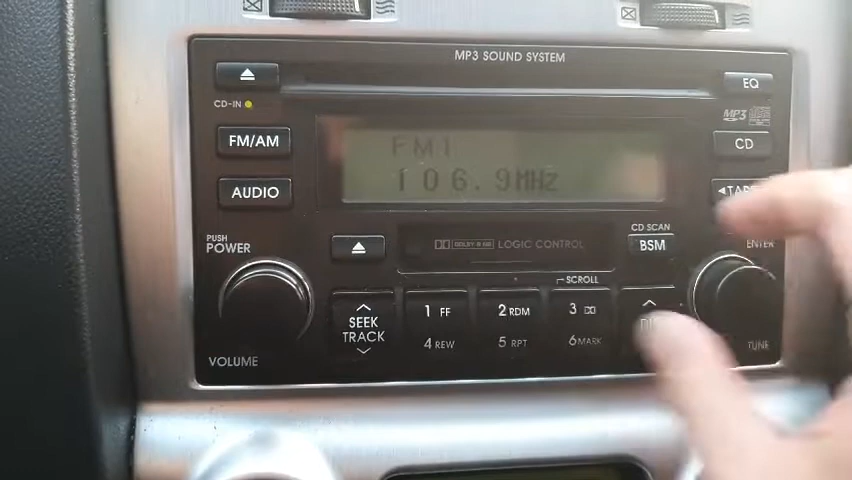 MP3 SOUND SYSTEM
EQ
CD-IN
MP3
FM/AM
FM1
CD
106.9MHz
AUDIO
◄TAPE
PUSH
POWER
DOLBY B NR LOGIC CONTROL
CD SCAN
BSM
ENTER
SCROLL
SEEK
TRACK
1 FF
2 RDM
3
4 REW
5 RPT
6 MARK
VOLUME
TUNE